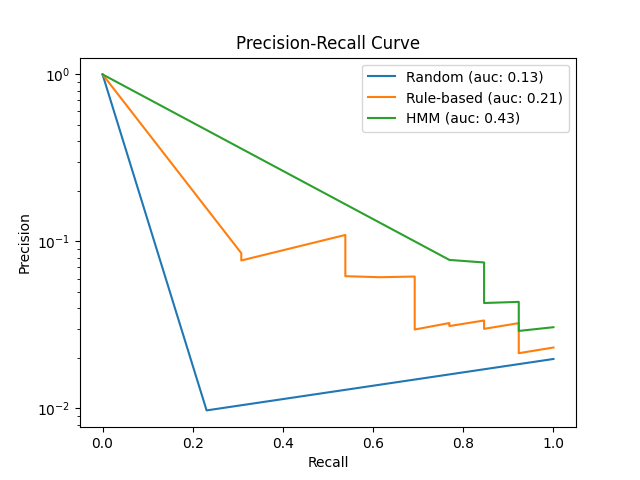 Precision-Recall Curve
Random (auc: 0.13)
Rule-based (auc: 0.21)
HMM (auc: 0.43)
10⁰
10⁻¹
10⁻²
Precision
0.0 0.2 0.4 0.6 0.8 1.0
Recall